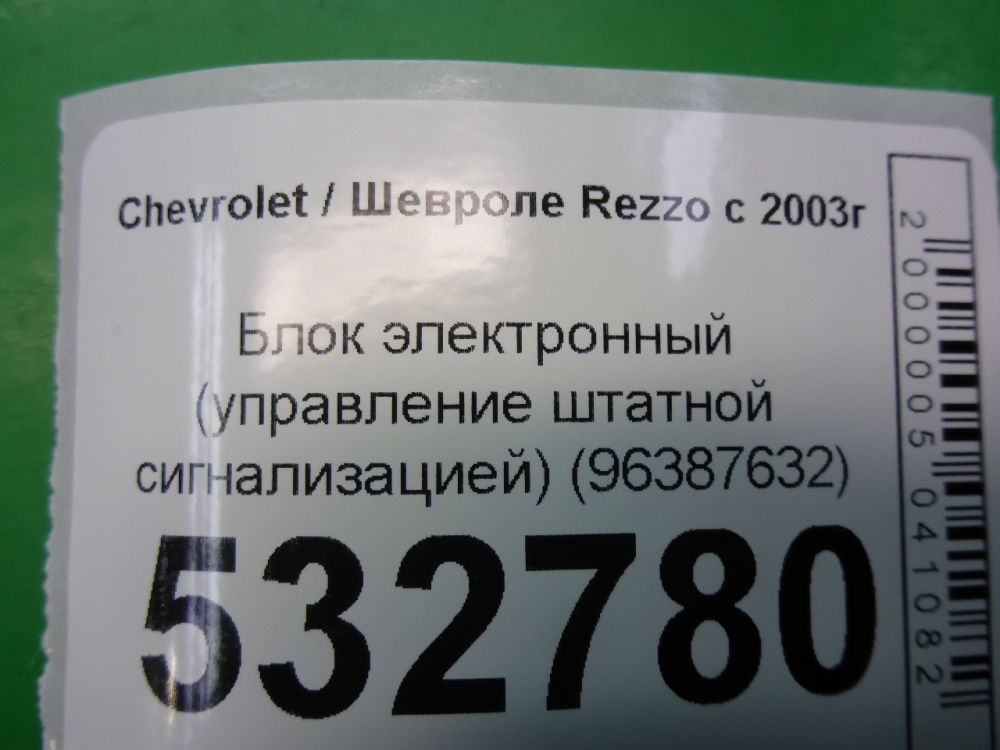 Chevrolet / Шевроле Rezzo с 2003г
Блок электронный
(управление штатной
сигнализацией) (96387632)
532780
2000005041082